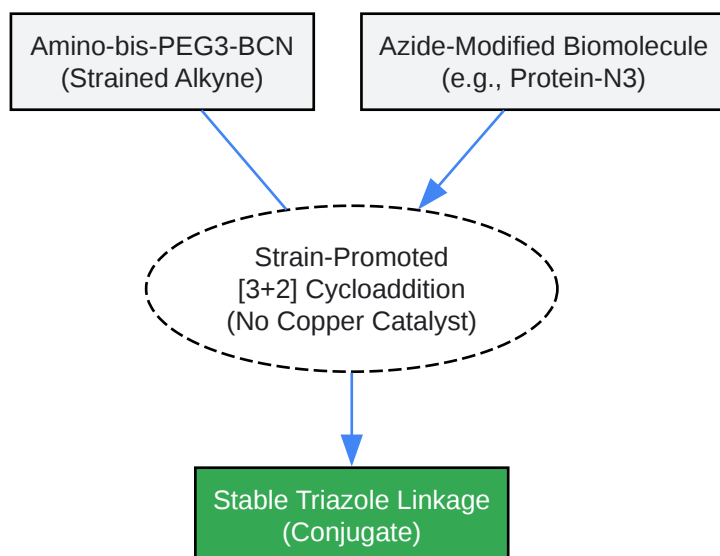 Amino-bis-PEG3-BCN
(Strained Alkyne)
Azide-Modified Biomolecule
(e.g., Protein-N3)
Strain-Promoted
[3+2] Cycloaddition
(No Copper Catalyst)
Stable Triazole Linkage
(Conjugate)